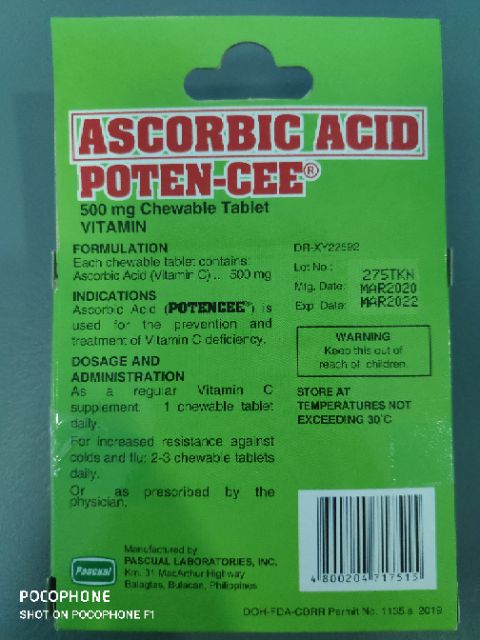 ASCORBIC ACID
POTEN-CEE®
500 mg Chewable Tablet
VITAMIN
FORMULATION
Each chewable tablet contains:
Ascorbic Acid (Vitamin C) ... 500 mg
INDICATIONS
Ascorbic Acid (POTENCEE®) is
used for the prevention and
treatment of Vitamin C deficiency.
DOSAGE AND
ADMINISTRATION
As a regular Vitamin C
supplement: 1 chewable tablet
daily.
For increased resistance against
colds and flu: 2-3 chewable tablets
daily.
Or as prescribed by the
physician.
DR-XY22592
Lot No.: 275TKN
Mfg. Date: MAR2020
Exp. Date: MAR2022
WARNING
Keep this out of
reach of children.
STORE AT
TEMPERATURES NOT
EXCEEDING 30°C
Pascual
Manufactured by
PASCUAL LABORATORIES, INC.
Km. 31 MacArthur Highway
Balagtas, Bulacan, Philippines
4 800204 717515
DOH-FDA-CDRR Permit No. 1135 s. 2019
POCOPHONE
SHOT ON POCOPHONE F1